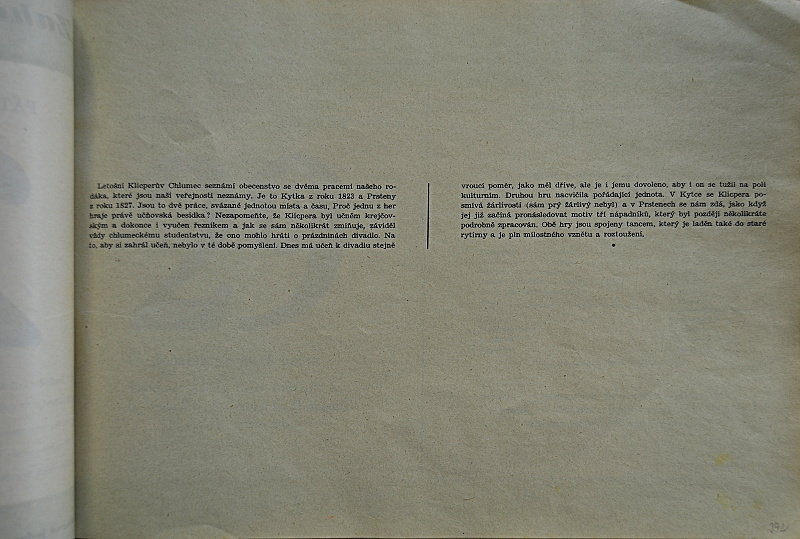 Letošní Klicperův Chlumec seznámí obecenstvo se dvěma pracemi našeho ro-
dáka, které jsou naší veřejnosti neznámy. Je to Kytka z roku 1823 a Prsteny
z roku 1827. Jsou to dvě práce, svázané jednotou místa a času. Proč jednu z her
hraje právě učňovská besídka? Nezapomeňte, že Klicpera byl učněm krejčov-
ským a dokonce i vyučen řezníkem a jak se sám několikrát zmiňuje, záviděl
vždy chlumeckému studentstvu, že ono mohlo hráti o prázdninách divadlo. Na
to, aby si zahrál učeň, nebylo v té době pomyšlení. Dnes má učeň k divadlu stejně
vroucí poměr, jako měl dříve, ale je i jemu dovoleno, aby i on se tužil na poli
kulturním. Druhou hru nacvičila pořádající jednota. V Kytce se Klicpera po-
smívá žárlivosti (sám prý žárlivý nebyl) a v Prstenech se nám zdá, jako když
jej již začíná pronásledovat motiv tří nápadníků, který byl později několikráte
podrobně zpracován. Obě hry jsou spojeny tancem, který je laděn také do staré
rytírny a je pln milostného vznětu a roztoužení.